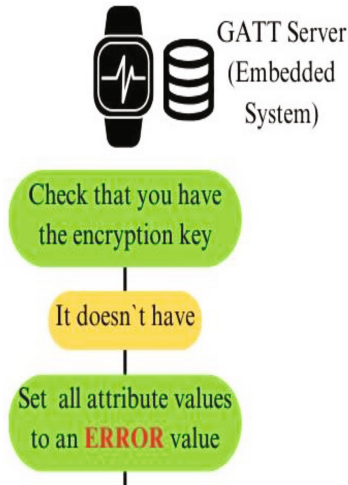 GATT Server
(Embedded
System)
Check that you have
the encryption key
It doesn`t have
Set all attribute values
to an ERROR value